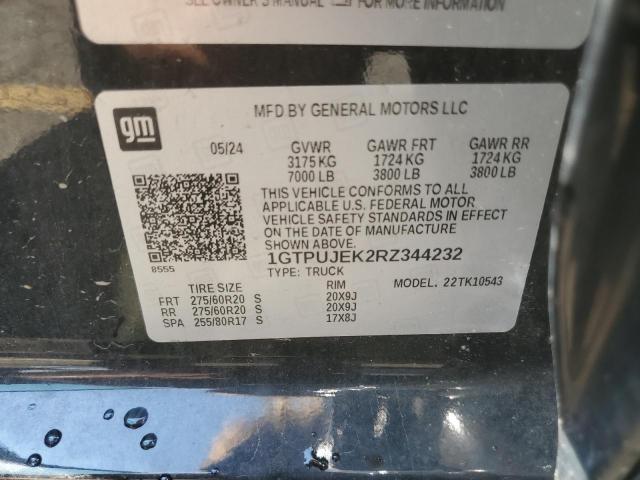 SEE OWNER'S MANUAL FOR MORE INFORMATION
gm
MFD BY GENERAL MOTORS LLC
05/24 GVWR GAWR FRT GAWR RR
3175 KG 1724 KG 1724 KG
7000 LB 3800 LB 3800 LB
THIS VEHICLE CONFORMS TO ALL
APPLICABLE U.S. FEDERAL MOTOR
VEHICLE SAFETY STANDARDS IN EFFECT
ON THE DATE OF MANUFACTURE
SHOWN ABOVE.
8555
1GTPUJEK2RZ344232
TYPE: TRUCK
TIRE SIZE RIM MODEL. 22TK10543
FRT 275/60R20 S 20X9J
RR 275/60R20 S 20X9J
SPA 255/80R17 S 17X8J